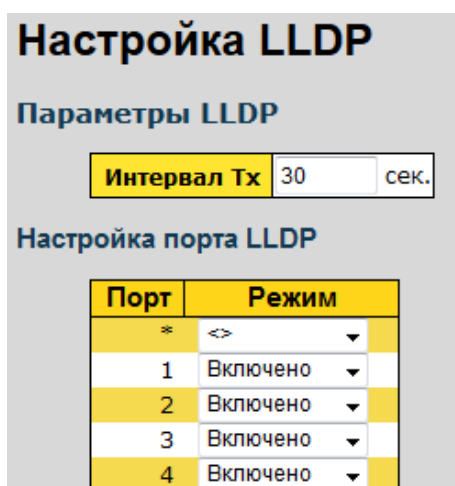 Настройка LLDP
Параметры LLDP
Интервал Tx 30 сек.
Настройка порта LLDP
Порт Режим
* <>
1 Включено
2 Включено
3 Включено
4 Включено